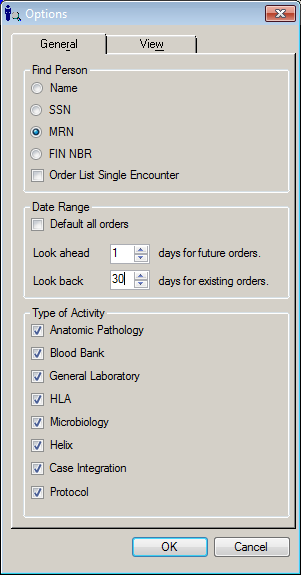 Options
General View
Find Person
Name
SSN
MRN
FIN NBR
Order List Single Encounter
Date Range
Default all orders
Look ahead 1 days for future orders.
Look back 30 days for existing orders.
Type of Activity
Anatomic Pathology
Blood Bank
General Laboratory
HLA
Microbiology
Helix
Case Integration
Protocol
OK Cancel